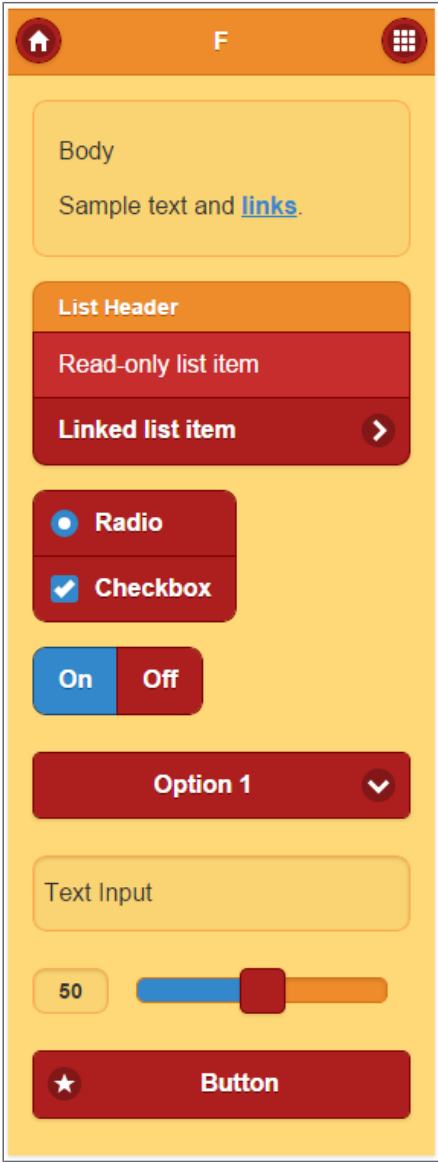 F
Body
Sample text and links.
List Header
Read-only list item
Linked list item
Radio
Checkbox
On Off
Option 1
Text Input
50
Button